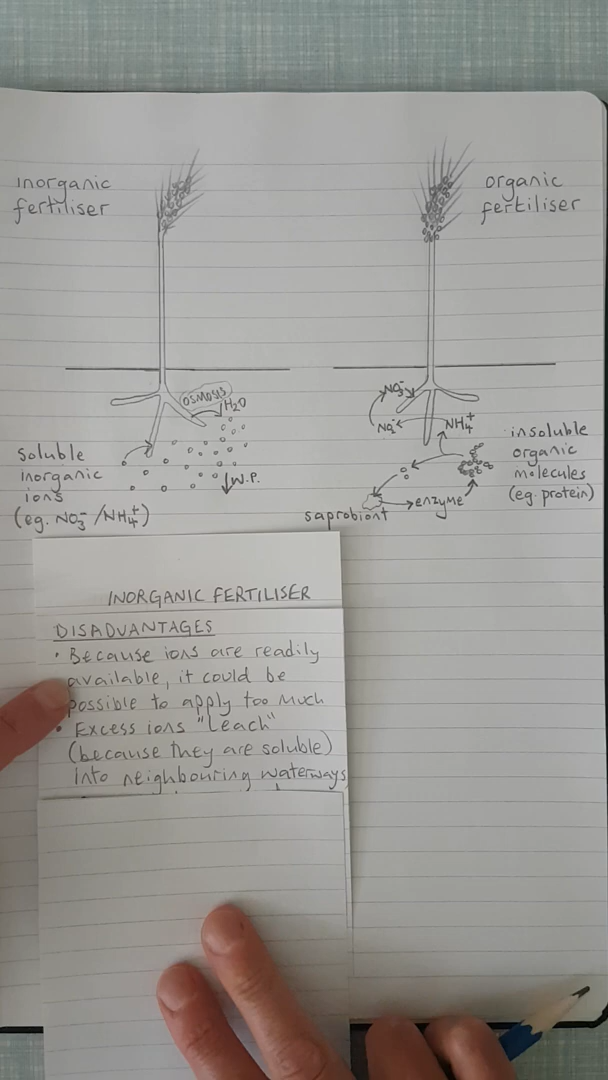 inorganic
fertiliser
organic
fertiliser
osmosis
H2O
soluble
inorganic
ions
(eg. NO3⁻/NH4⁺)
↓W.P.
NO3⁻
NO2⁻
NH4⁺
insoluble
organic
molecules
(eg. protein)
saprobiont
enzyme
INORGANIC FERTILISER
DISADVANTAGES
• Because ions are readily
available, it could be
possible to apply too much
• Excess ions "leach"
(because they are soluble)
into neighbouring waterways